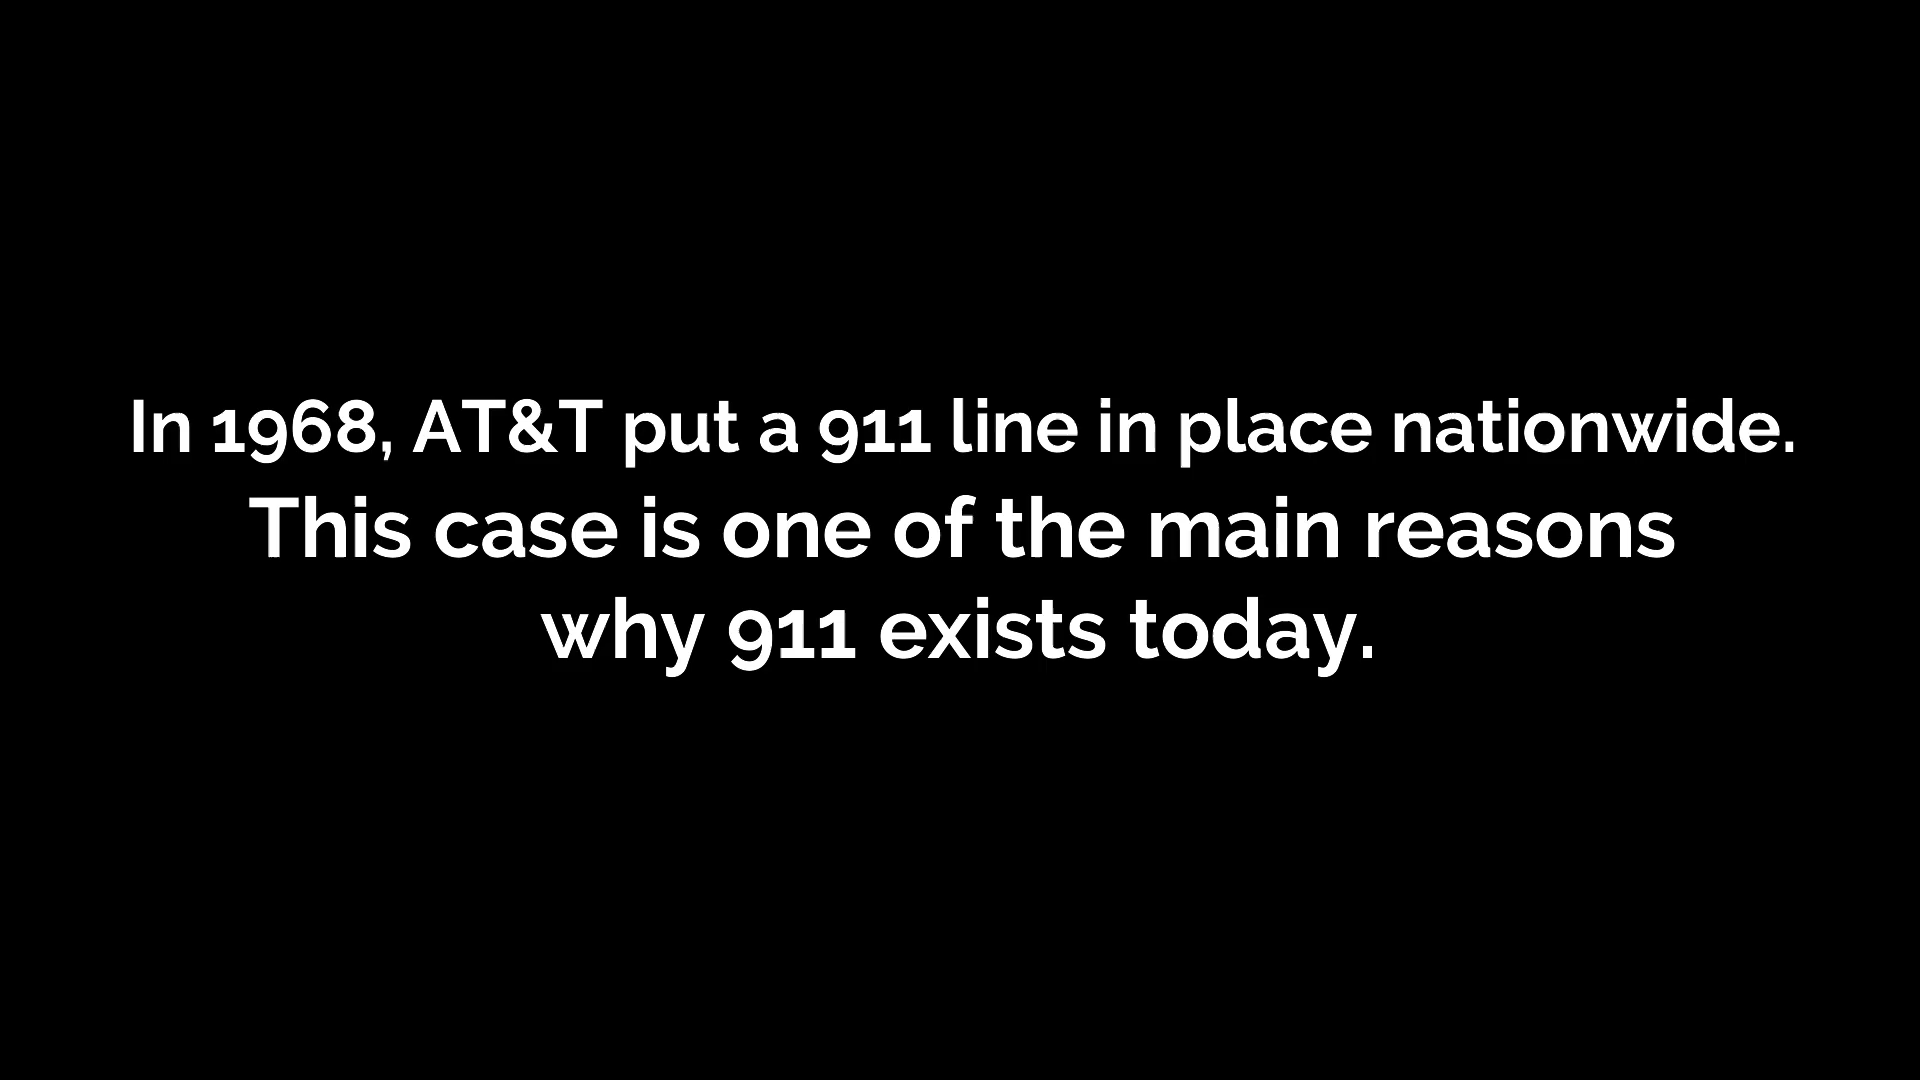 In 1968, AT&T put a 911 line in place nationwide.
This case is one of the main reasons
why 911 exists today.